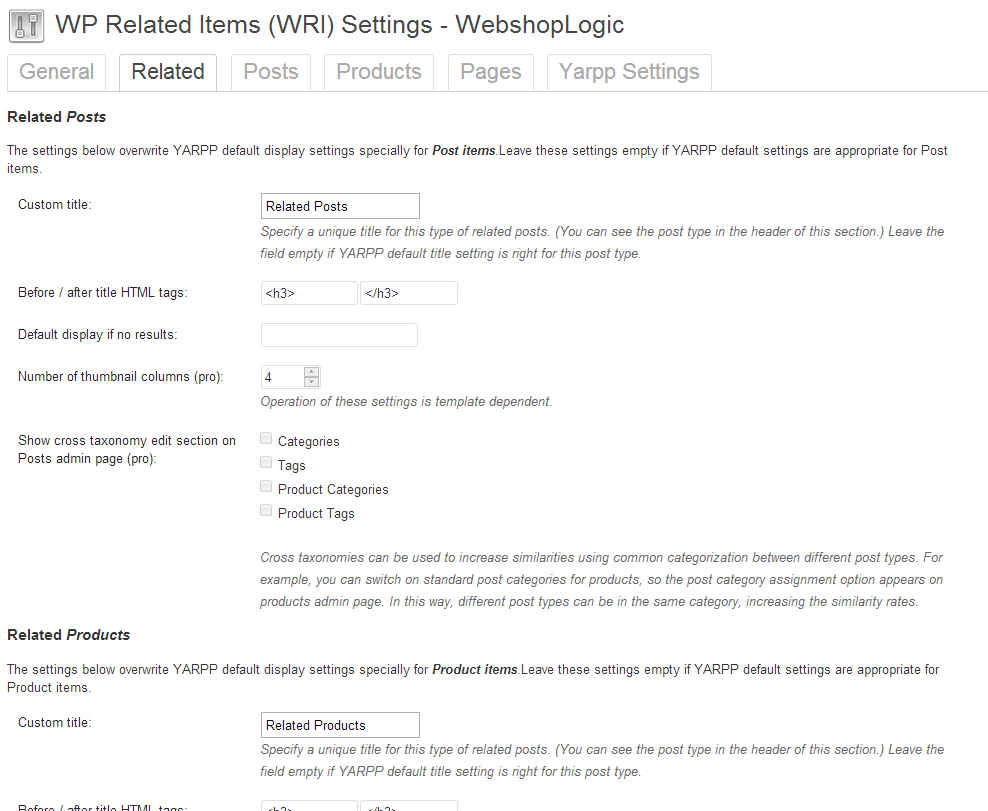 WP Related Items (WRI) Settings - WebshopLogic
General Related Posts Products Pages Yarpp Settings
Related Posts
The settings below overwrite YARPP default display settings specially for Post items.Leave these settings empty if YARPP default settings are appropriate for Post
items.
Custom title: Related Posts
Specify a unique title for this type of related posts. (You can see the post type in the header of this section.) Leave the
field empty if YARPP default title setting is right for this post type.
Before / after title HTML tags: <h3> </h3>
Default display if no results:
Number of thumbnail columns (pro): 4
Operation of these settings is template dependent.
Show cross taxonomy edit section on
Posts admin page (pro):
Categories
Tags
Product Categories
Product Tags
Cross taxonomies can be used to increase similarities using common categorization between different post types. For
example, you can switch on standard post categories for products, so the post category assignment option appears on
products admin page. In this way, different post types can be in the same category, increasing the similarity rates.
Related Products
The settings below overwrite YARPP default display settings specially for Product items.Leave these settings empty if YARPP default settings are appropriate for
Product items.
Custom title: Related Products
Specify a unique title for this type of related posts. (You can see the post type in the header of this section.) Leave the
field empty if YARPP default title setting is right for this post type.
Before / after title HTML tags: <h3> </h3>